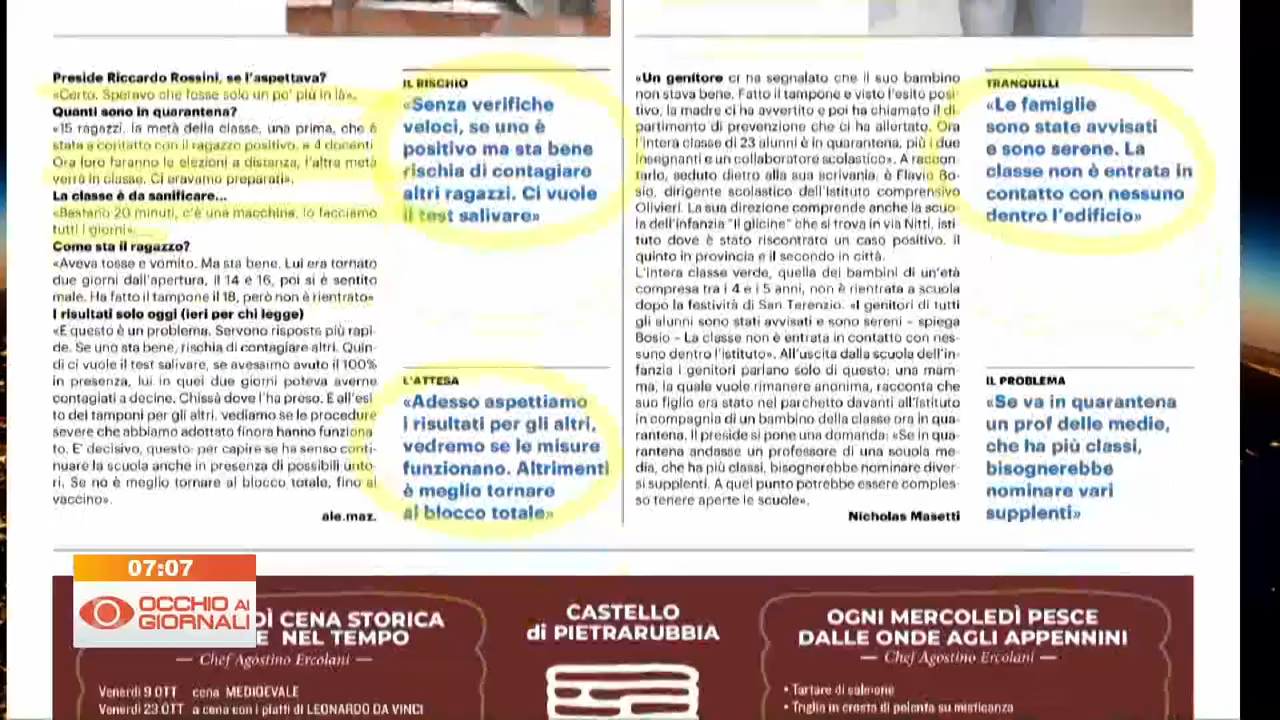 Preside Riccardo Rossini, se l'aspettava?
«Certo. Speravo che fosse solo un po' più in là».
Quanti sono in quarantena?
«15 ragazzi, la metà della classe, una prima, che è
stata a contatto con il ragazzo positivo, e 4 docenti.
Ora loro faranno le elezioni a distanza, l'altra metà
verrà in classe. Ci eravamo preparati».
La classe è da sanificare...
«Bastano 20 minuti, c'è una macchina, lo facciamo
tutti i giorni».
Come sta il ragazzo?
«Aveva tosse e vomito. Ma sta bene. Lui era tornato
due giorni dall'apertura, il 14 e 16, poi si è sentito
male. Ha fatto il tampone il 18, però non è rientrato»
I risultati solo oggi (ieri per chi legge)
«E questo è un problema. Servono risposte più rapi-
de. Se uno sta bene, rischia di contagiare altri. Quin-
di ci vuole il test salivare, se avessimo avuto il 100%
in presenza, lui in quei due giorni poteva averne
contagiati a decine. Chissà dove l'ha preso. E all'esi-
to dei tamponi per gli altri, vediamo se le procedure
severe che abbiamo adottato finora hanno funziona-
to. E' decisivo, questo: per capire se ha senso conti-
nuare la scuola anche in presenza di possibili unto-
ri. Se no è meglio tornare al blocco totale, fino al
vaccino».
ale.maz.
IL RISCHIO
«Senza verifiche
veloci, se uno è
positivo ma sta bene
rischia di contagiare
altri ragazzi. Ci vuole
il test salivare»
L'ATTESA
«Adesso aspettiamo
i risultati per gli altri,
vedremo se le misure
funzionano. Altrimenti
è meglio tornare
al blocco totale»
«Un genitore ci ha segnalato che il suo bambino
non stava bene. Fatto il tampone e visto l'esito posi-
tivo, la madre ci ha avvertito e poi ha chiamato il di-
partimento di prevenzione che ci ha allertato. Ora
l'intera classe di 23 alunni è in quarantena, più i due
insegnanti e un collaboratore scolastico». A raccon-
tarlo, seduto dietro alla sua scrivania, è Flavio Bo-
sio, dirigente scolastico dell'Istituto comprensivo
Olivieri. La sua direzione comprende anche la scuo-
la dell'infanzia "Il glicine" che si trova in via Nitti, isti-
tuto dove è stato riscontrato un caso positivo, il
quinto in provincia e il secondo in città.
L'intera classe verde, quella dei bambini di un'età
compresa tra i 4 e i 5 anni, non è rientrata a scuola
dopo la festività di San Terenzio. «I genitori di tutti
gli alunni sono stati avvisati e sono sereni – spiega
Bosio – La classe non è entrata in contatto con nes-
suno dentro l'istituto». All'uscita dalla scuola dell'in-
fanzia i genitori parlano solo di questo: una mam-
ma, la quale vuole rimanere anonima, racconta che
suo figlio era stato nel parchetto davanti all'Istituto
in compagnia di un bambino della classe ora in qua-
rantena. Il preside si pone una domanda: «Se in qua-
rantena andasse un professore di una scuola me-
dia, che ha più classi, bisognerebbe nominare diver-
si supplenti. A quel punto potrebbe essere comples-
so tenere aperte le scuole».
Nicholas Masetti
TRANQUILLI
«Le famiglie
sono state avvisati
e sono serene. La
classe non è entrata in
contatto con nessuno
dentro l'edificio»
IL PROBLEMA
«Se va in quarantena
un prof delle medie,
che ha più classi,
bisognerebbe
nominare vari
supplenti»
07:07
OCCHIO AI
GIORNALI
DÌ CENA STORICA
E NEL TEMPO
— Chef Agostino Ercolani —
Venerdì 9 OTT cena MEDIOEVALE
Venerdì 23 OTT a cena con i piatti di LEONARDO DA VINCI
CASTELLO
di PIETRARUBBIA
OGNI MERCOLEDÌ PESCE
DALLE ONDE AGLI APPENNINI
— Chef Agostino Ercolani —
• Tartare di salmone
• Triglia in crosta di polenta su misticanza